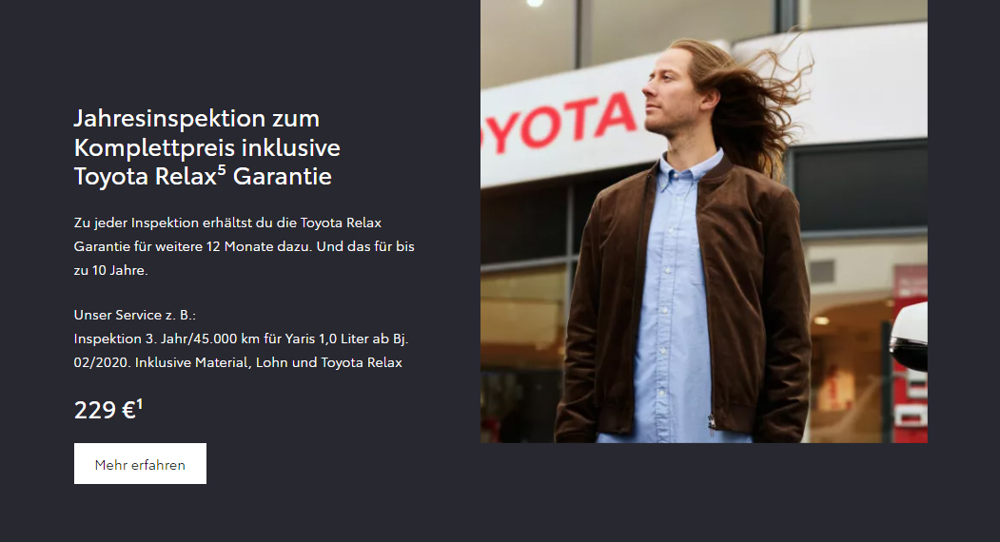 Jahresinspektion zum
Komplettpreis inklusive
Toyota Relax⁵ Garantie
Zu jeder Inspektion erhältst du die Toyota Relax
Garantie für weitere 12 Monate dazu. Und das für bis
zu 10 Jahre.
Unser Service z. B.:
Inspektion 3. Jahr/45.000 km für Yaris 1,0 Liter ab Bj.
02/2020. Inklusive Material, Lohn und Toyota Relax
229 €¹
Mehr erfahren
TOYOTA